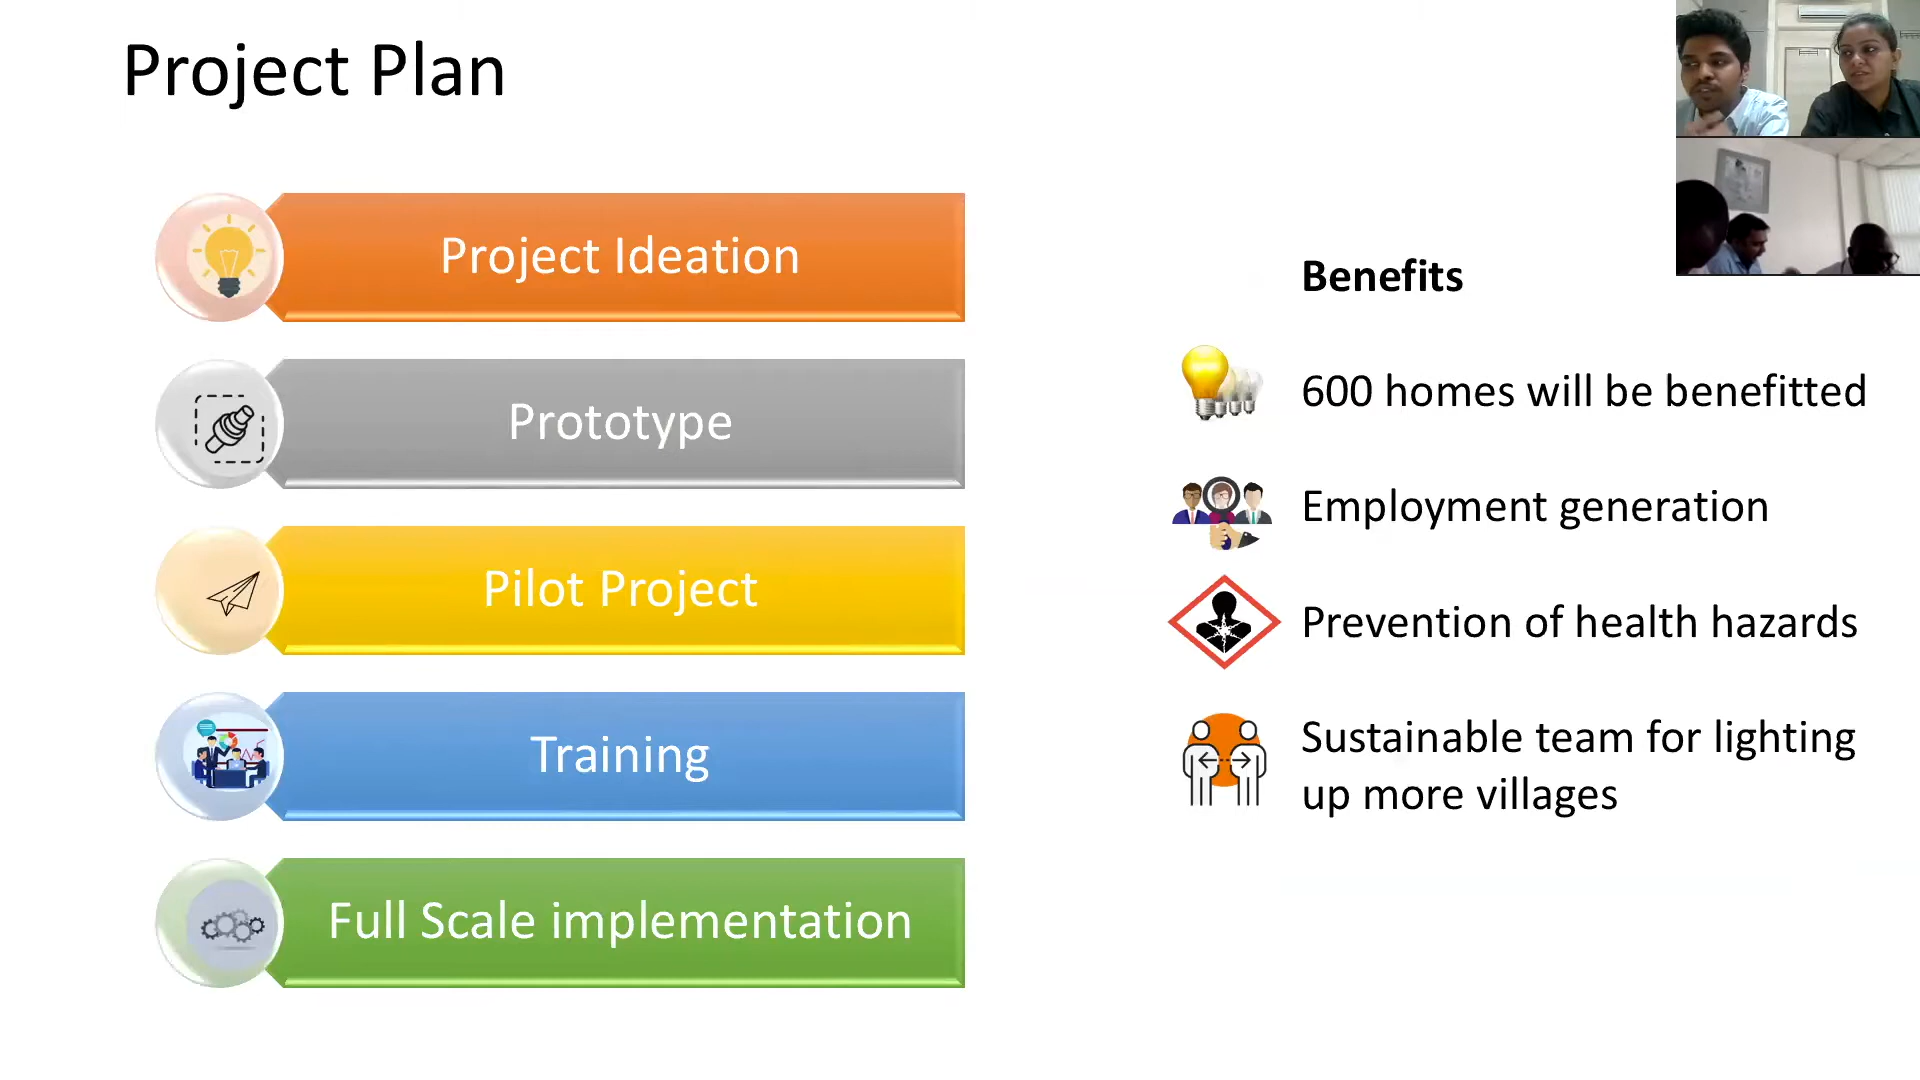 Project Plan
Project Ideation
Prototype
Pilot Project
Training
Full Scale implementation
Benefits
600 homes will be benefitted
Employment generation
Prevention of health hazards
Sustainable team for lighting
up more villages